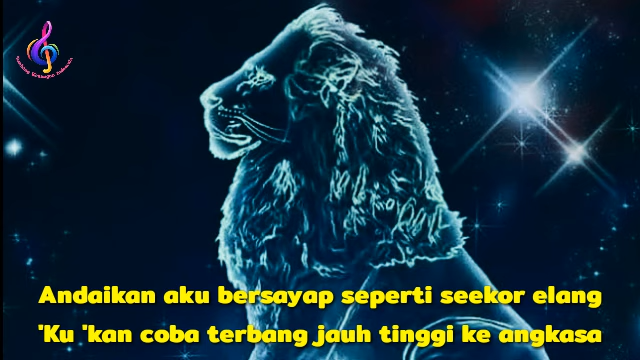 Andaikan aku bersayap seperti seekor elang
'Ku 'kan coba terbang jauh tinggi ke angkasa